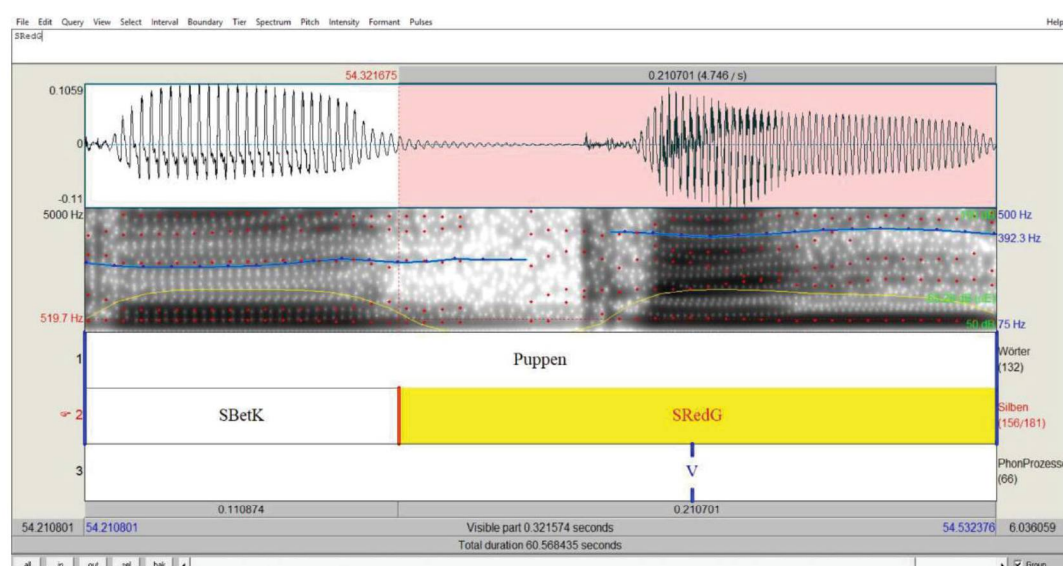 File Edit Query View Select Interval Boundary Tier Spectrum Pitch Intensity Formant Pulses Help
SRedG
54.321675 0.210701 (4.746 / s)
0.1059
0
-0.11
5000 Hz 500 Hz
392.3 Hz
519.7 Hz
50 dB 75 Hz
1 Puppen Wörter
(132)
2 SBetK SRedG Silben
(156/181)
3 V PhonProzesse
(66)
0.110874 0.210701
54.210801 54.210801 Visible part 0.321574 seconds 54.532376 6.036059
Total duration 60.568435 seconds
all in out sel bak Group